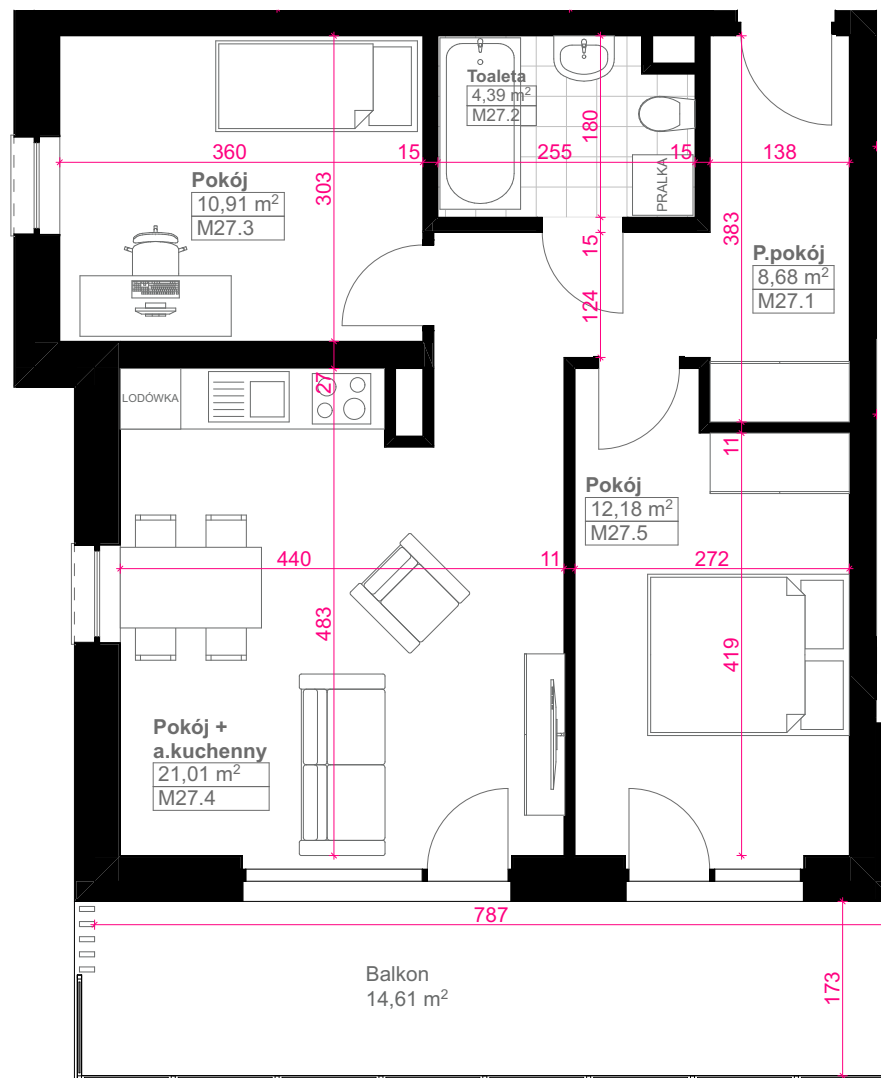 Toaleta
4,39 m²
M27.2
180
360
15
255
15
138
PRALKA
Pokój
10,91 m²
M27.3
303
383
15
P.pokój
8,68 m²
M27.1
124
27
LODÓWKA
11
Pokój
12,18 m²
M27.5
440
11
272
483
419
Pokój +
a.kuchenny
21,01 m²
M27.4
787
Balkon
14,61 m²
173